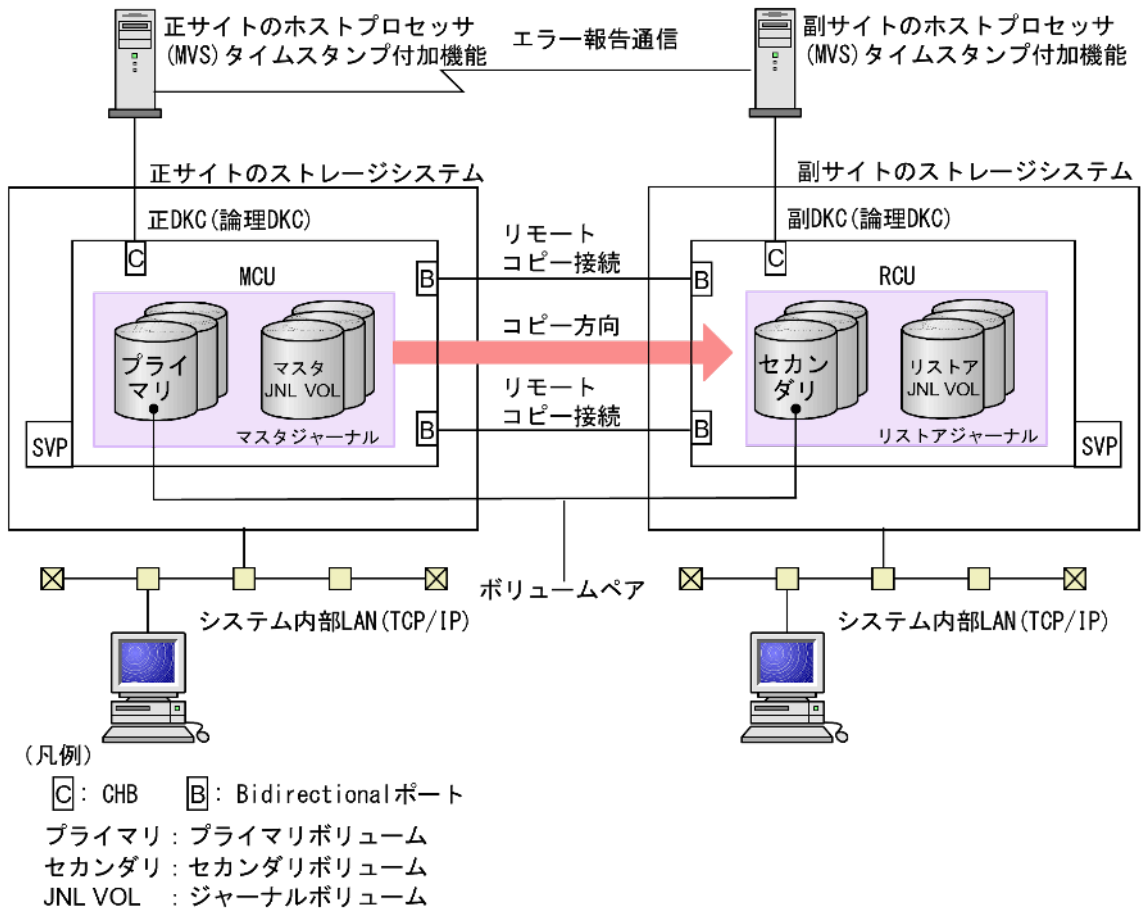 正サイトのホストプロセッサ
(MVS)タイムスタンプ付加機能
エラー報告通信
副サイトのホストプロセッサ
(MVS)タイムスタンプ付加機能
正サイトのストレージシステム
副サイトのストレージシステム
正DKC(論理DKC)
リモート
コピー接続
副DKC(論理DKC)
C
MCU
B
B
C
RCU
コピー方向
プライ
マリ
マスタ
JNL VOL
セカン
ダリ
リストア
JNL VOL
リモート
コピー接続
マスタジャーナル
B
B
リストアジャーナル
SVP
SVP
ボリュームペア
システム内部LAN(TCP/IP)
システム内部LAN(TCP/IP)
(凡例)
C: CHB B: Bidirectionalポート
プライマリ:プライマリボリューム
セカンダリ:セカンダリボリューム
JNL VOL :ジャーナルボリューム